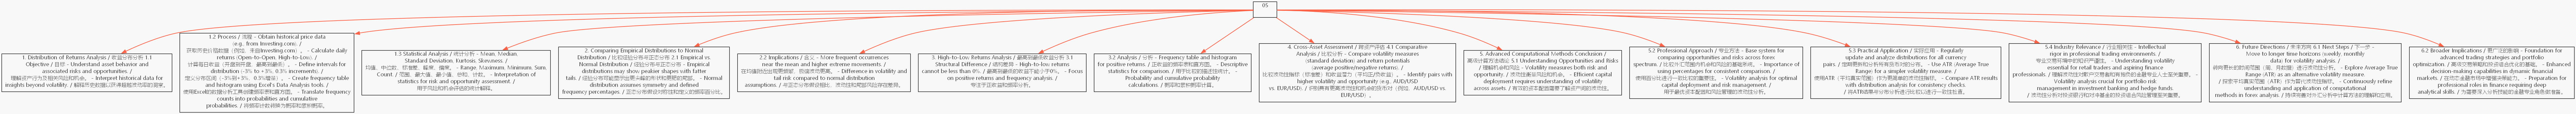 05
1. Distribution of Returns Analysis / 收益分布分析 1.1
Objective / 目标 - Understand asset behavior and
associated risks and opportunities. /
理解资产行为及相关风险和机会。 - Interpret historical data for
insights beyond volatility. / 解释历史数据以获得超越波动率的洞察。
1.2 Process / 流程 - Obtain historical price data
(e.g., from Investing.com). /
获取历史价格数据（例如，来自Investing.com）。 - Calculate daily
returns (Open-to-Open, High-to-Low). /
计算每日收益（开盘到开盘，最高到最低）。 - Define intervals for
distribution (-3% to +3%, 0.5% increments). /
定义分布区间（-3%到+3%，0.5%增量）。 - Create frequency table
and histogram using Excel's Data Analysis tools. /
使用Excel的数据分析工具创建频率表和直方图。 - Translate frequency
counts into probabilities and cumulative
probabilities. / 将频率计数转换为概率和累积概率。
1.3 Statistical Analysis / 统计分析 - Mean, Median,
Standard Deviation, Skewness, Kurtosis. /
均值、中位数、标准差、偏度、峰度。 - Range, Maximum, Minimum, Sum,
Count. / 范围、最大值、最小值、总和、计数。 - Interpretation of
statistics for risk and opportunity assessment. /
用于风险和机会评估的统计解释。
2. Comparing Empirical Distributions to Normal
Distribution / 比较经验分布与正态分布 2.1 Empirical vs.
Normal Distribution / 经验分布与正态分布 - Empirical
distributions may show peakier shapes with fatter
tails. / 经验分布可能显示出更尖峭的形状和更肥的尾部。 - Normal
distribution assumes symmetry and defined
frequency percentages. / 正态分布假设对称性和定义的频率百分比。
2.2 Implications / 含义 - More frequent occurrences
near the mean and higher extreme movements. /
在均值附近出现更频繁，极端波动更高。 - Difference in volatility and
tail risk compared to normal distribution
assumptions. / 与正态分布假设相比，波动性和尾部风险存在差异。
3. High-to-Low Returns Analysis / 最高到最低收益分析 3.1
Structural Difference / 结构差异 - High-to-low returns
cannot be less than 0%. / 最高到最低的收益不能小于0%。 - Focus
on positive returns and frequency analysis. /
专注于正收益和频率分析。
3.2 Analysis / 分析 - Frequency table and histogram
for positive returns. / 正收益的频率表和直方图。 - Descriptive
statistics for comparison. / 用于比较的描述性统计。 -
Probability and cumulative probability
calculations. / 概率和累积概率计算。
4. Cross-Asset Assessment / 跨资产评估 4.1 Comparative
Analysis / 比较分析 - Compare volatility measures
(standard deviation) and return potentials
(average positive/negative returns). /
比较波动性指标（标准差）和收益潜力（平均正/负收益）。 - Identify pairs with
higher volatility and opportunity (e.g., AUD/USD
vs. EUR/USD). / 识别具有更高波动性和机会的货币对（例如，AUD/USD vs.
EUR/USD）。
5. Advanced Computational Methods Conclusion /
高级计算方法结论 5.1 Understanding Opportunities and Risks
/ 理解机会和风险 - Volatility measures both risk and
opportunity. / 波动性衡量风险和机会。 - Efficient capital
deployment requires understanding of volatility
across assets. / 有效的资本配置需要了解资产间的波动性。
5.2 Professional Approach / 专业方法 - Base system for
comparing opportunities and risks across forex
spectrum. / 比较外汇范围内机会和风险的基础系统。 - Importance of
using percentages for consistent comparison. /
使用百分比进行一致比较的重要性。 - Volatility analysis for optimal
capital deployment and risk management. /
用于最优资本配置和风险管理的波动性分析。
5.3 Practical Application / 实际应用 - Regularly
update and analyze distributions for all currency
pairs. / 定期更新和分析所有货币对的分布。 - Use ATR (Average True
Range) for a simpler volatility measure. /
使用ATR（平均真实范围）作为更简单的波动性指标。 - Compare ATR results
with distribution analysis for consistency checks.
/ 将ATR结果与分布分析进行比较以进行一致性检查。
5.4 Industry Relevance / 行业相关性 - Intellectual
rigor in professional trading environments. /
专业交易环境中的知识严谨性。 - Understanding volatility
essential for retail traders and aspiring finance
professionals. / 理解波动性对散户交易者和有抱负的金融专业人士至关重要。 -
Volatility analysis crucial for portfolio risk
management in investment banking and hedge funds.
/ 波动性分析对投资银行和对冲基金的投资组合风险管理至关重要。
6. Future Directions / 未来方向 6.1 Next Steps / 下一步 -
Move to longer time horizons (weekly, monthly
data) for volatility analysis. /
转向更长的时间范围（周、月数据）进行波动性分析。 - Explore Average True
Range (ATR) as an alternative volatility measure.
/ 探索平均真实范围（ATR）作为替代波动性指标。 - Continuously refine
understanding and application of computational
methods in forex analysis. / 持续完善对外汇分析中计算方法的理解和应用。
6.2 Broader Implications / 更广泛的影响 - Foundation for
advanced trading strategies and portfolio
optimization. / 高级交易策略和投资组合优化的基础。 - Enhanced
decision-making capabilities in dynamic financial
markets. / 在动态金融市场中增强决策能力。 - Preparation for
professional roles in finance requiring deep
analytical skills. / 为需要深入分析技能的金融专业角色做准备。